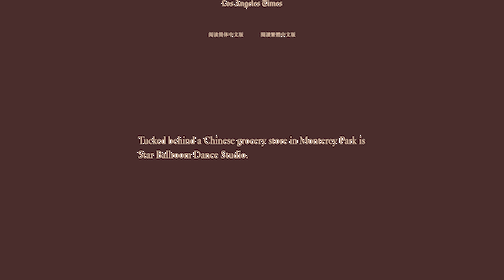 Los Angeles Times
阅读简体中文版 閱讀繁體中文版
Tucked behind a Chinese grocery store in Monterey Park is
Star Ballroom Dance Studio.